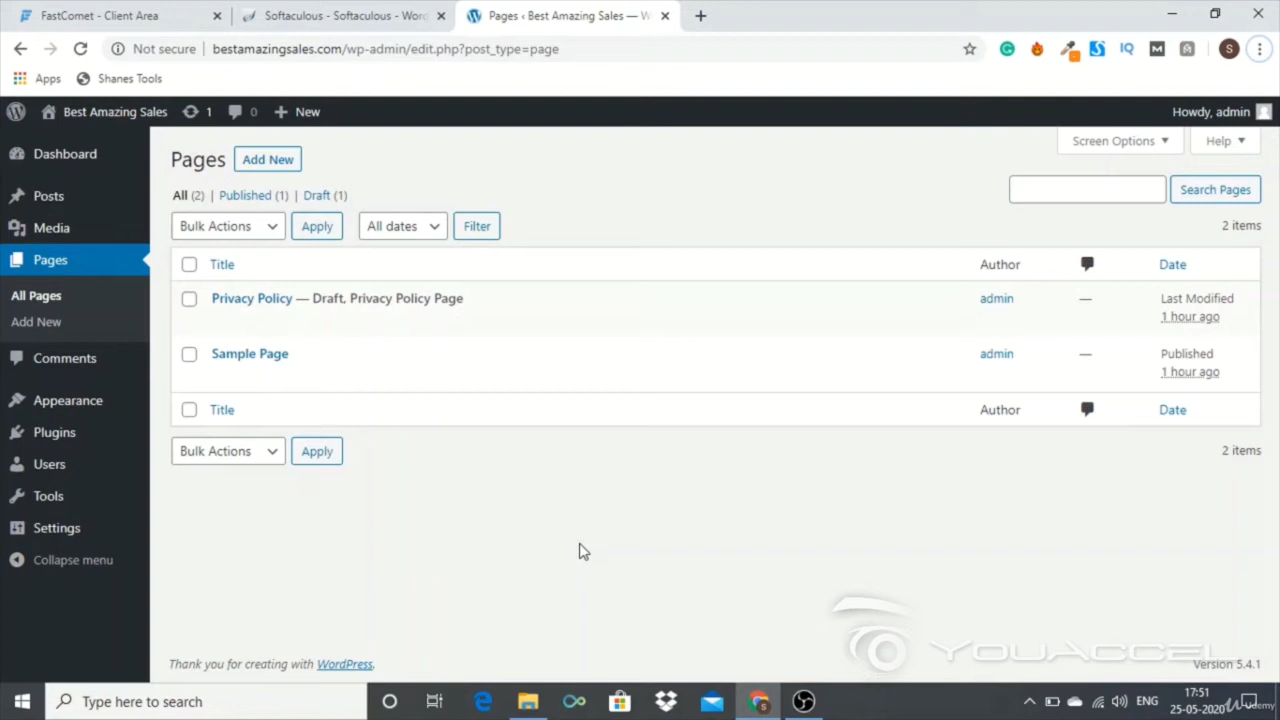 FastComet - Client Area
Softaculous - Softaculous - Wor
Pages ‹ Best Amazing Sales — W
Not secure bestamazingsales.com/wp-admin/edit.php?post_type=page
IQ M S
Apps Shanes Tools
Best Amazing Sales 1 0 New Howdy, admin
Screen Options Help
Dashboard
Posts
Media
Pages
All Pages
Add New
Comments
Appearance
Plugins
Users
Tools
Settings
Collapse menu
Pages Add New
All (2) | Published (1) | Draft (1)
Search Pages
Bulk Actions Apply All dates Filter 2 items
Title Author Date
Privacy Policy — Draft, Privacy Policy Page admin — Last Modified
1 hour ago
Sample Page admin — Published
1 hour ago
Title Author Date
Bulk Actions Apply 2 items
YOUACCEL
Thank you for creating with WordPress. Version 5.4.1
Type here to search
ENG 17:51
25-05-2020
Udemy